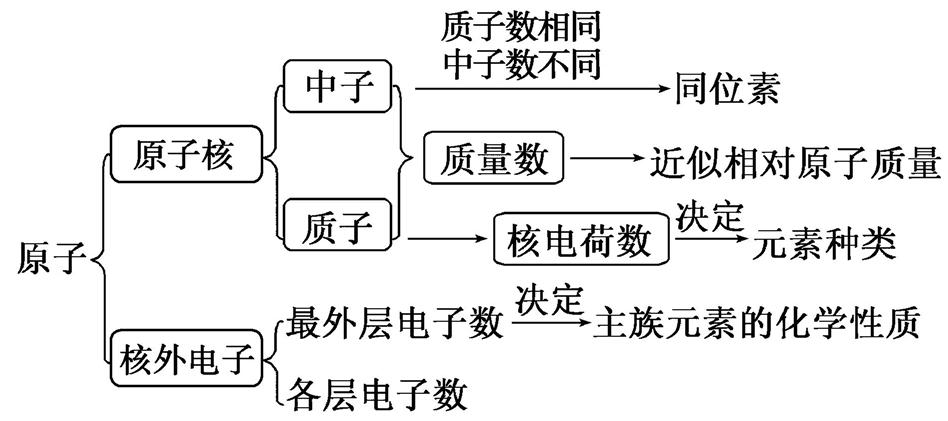 质子数相同
中子数不同
中子
同位素
原子核
质量数
近似相对原子质量
质子
核电荷数
决定
元素种类
原子
最外层电子数
决定
主族元素的化学性质
核外电子
各层电子数